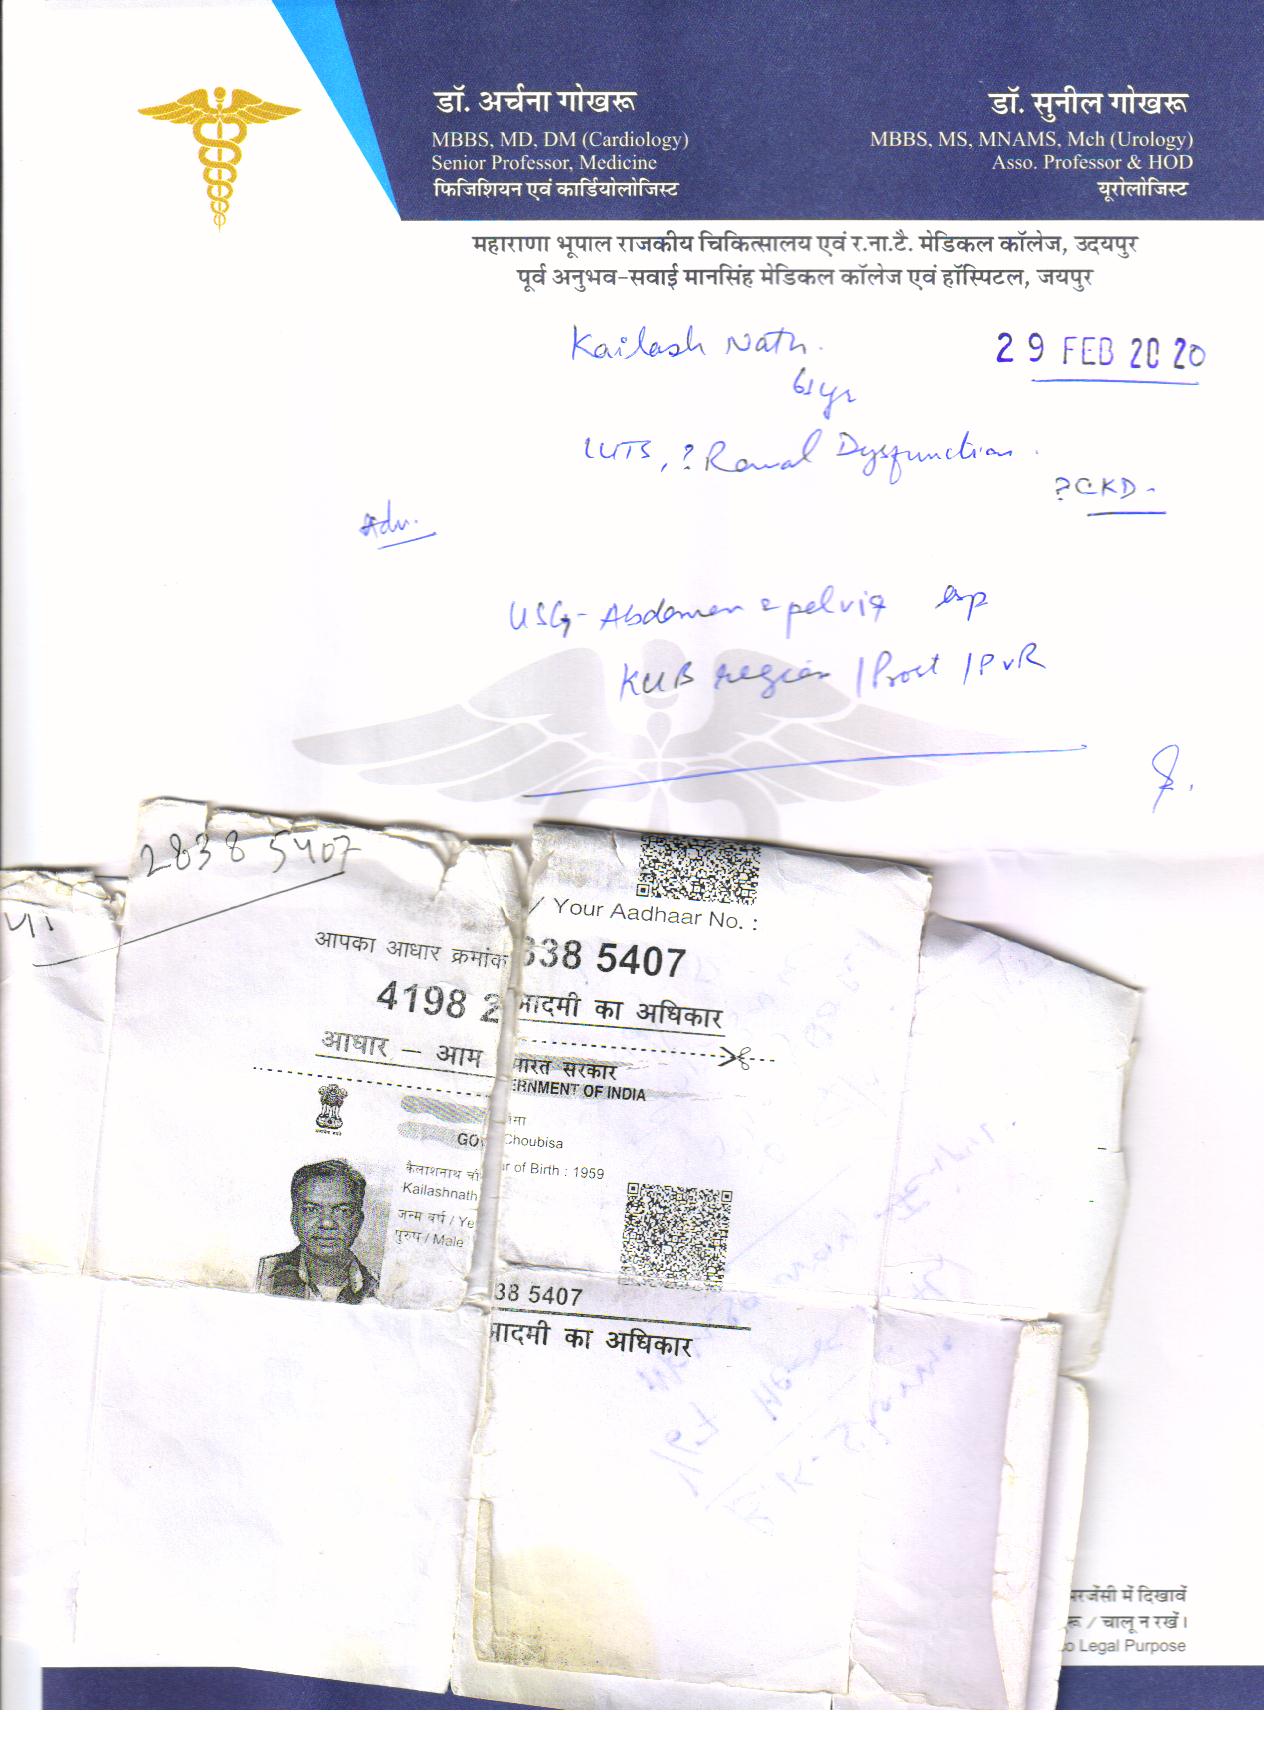 डॉ. अर्चना गोखरू
MBBS, MD, DM (Cardiology)
Senior Professor, Medicine
फिजिशियन एवं कार्डियोलोजिस्ट
डॉ. सुनील गोखरू
MBBS, MS, MNAMS, Mch (Urology)
Asso. Professor & HOD
यूरोलोजिस्ट
महाराणा भूपाल राजकीय चिकित्सालय एवं र.ना.टै. मेडिकल कॉलेज, उदयपुर
पूर्व अनुभव-सवाई मानसिंह मेडिकल कॉलेज एवं हॉस्पिटल, जयपुर
Kailash Nath.
29 FEB 2020
61yr
LUTS, ? Renal Dysfunction.
? CKD -
Adv.
USG- Abdomen & pelvis esp
KUB region / Prost / PVR
2838 5407
/ Your Aadhaar No. :
आपका आधार क्रमांक
338 5407
4198 2
आदमी का अधिकार
आधार – आम
भारत सरकार
ERNMENT OF INDIA
GO
Choubisa
r of Birth : 1959
कैलाशनाथ चौ
Kailashnath
जन्म वर्ष / Ye
पुरुष / Male
38 5407
आदमी का अधिकार
में दिखावें
/ चालू न रखें।
o Legal Purpose